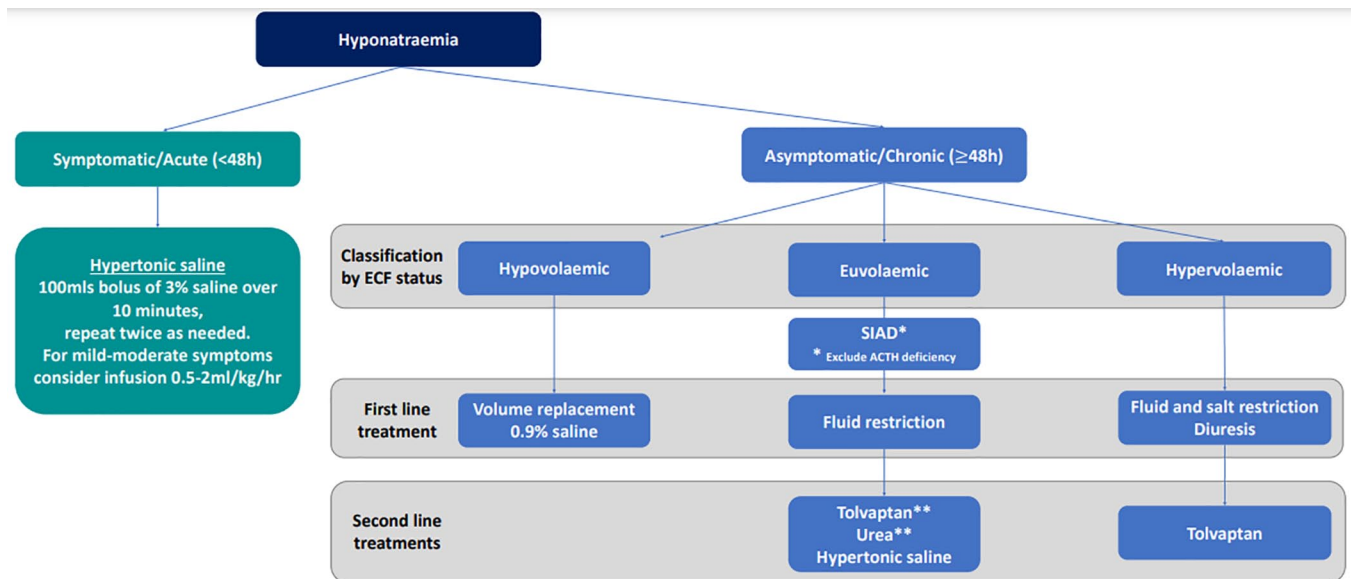 Hyponatraemia
Symptomatic/Acute (<48h)
Asymptomatic/Chronic (≥48h)
Hypertonic saline
100mls bolus of 3% saline over
10 minutes,
repeat twice as needed.
For mild-moderate symptoms
consider infusion 0.5-2ml/kg/hr
Classification
by ECF status
Hypovolaemic
Euvolaemic
Hypervolaemic
SIAD*
* Exclude ACTH deficiency
First line
treatment
Volume replacement
0.9% saline
Fluid restriction
Fluid and salt restriction
Diuresis
Second line
treatments
Tolvaptan**
Urea**
Hypertonic saline
Tolvaptan